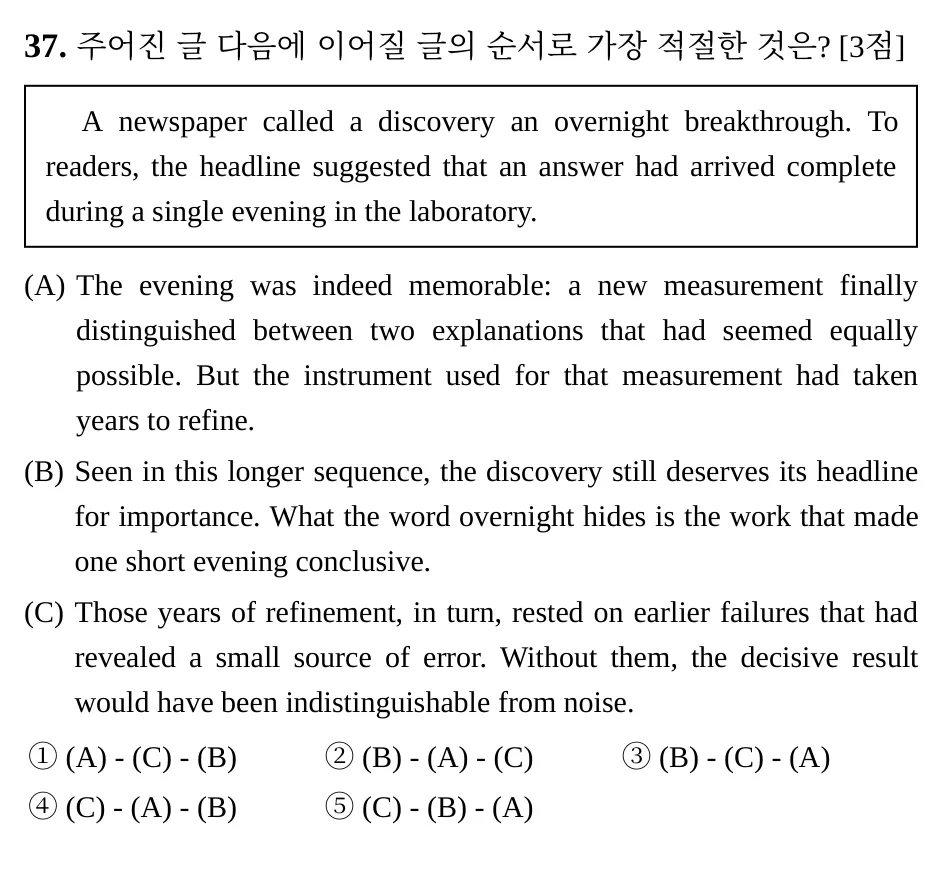 37. 주어진 글 다음에 이어질 글의 순서로 가장 적절한 것은? [3점]
A newspaper called a discovery an overnight breakthrough. To
readers, the headline suggested that an answer had arrived complete
during a single evening in the laboratory.
(A) The evening was indeed memorable: a new measurement finally
distinguished between two explanations that had seemed equally
possible. But the instrument used for that measurement had taken
years to refine.
(B) Seen in this longer sequence, the discovery still deserves its headline
for importance. What the word overnight hides is the work that made
one short evening conclusive.
(C) Those years of refinement, in turn, rested on earlier failures that had
revealed a small source of error. Without them, the decisive result
would have been indistinguishable from noise.
① (A) - (C) - (B) ② (B) - (A) - (C) ③ (B) - (C) - (A)
④ (C) - (A) - (B) ⑤ (C) - (B) - (A)